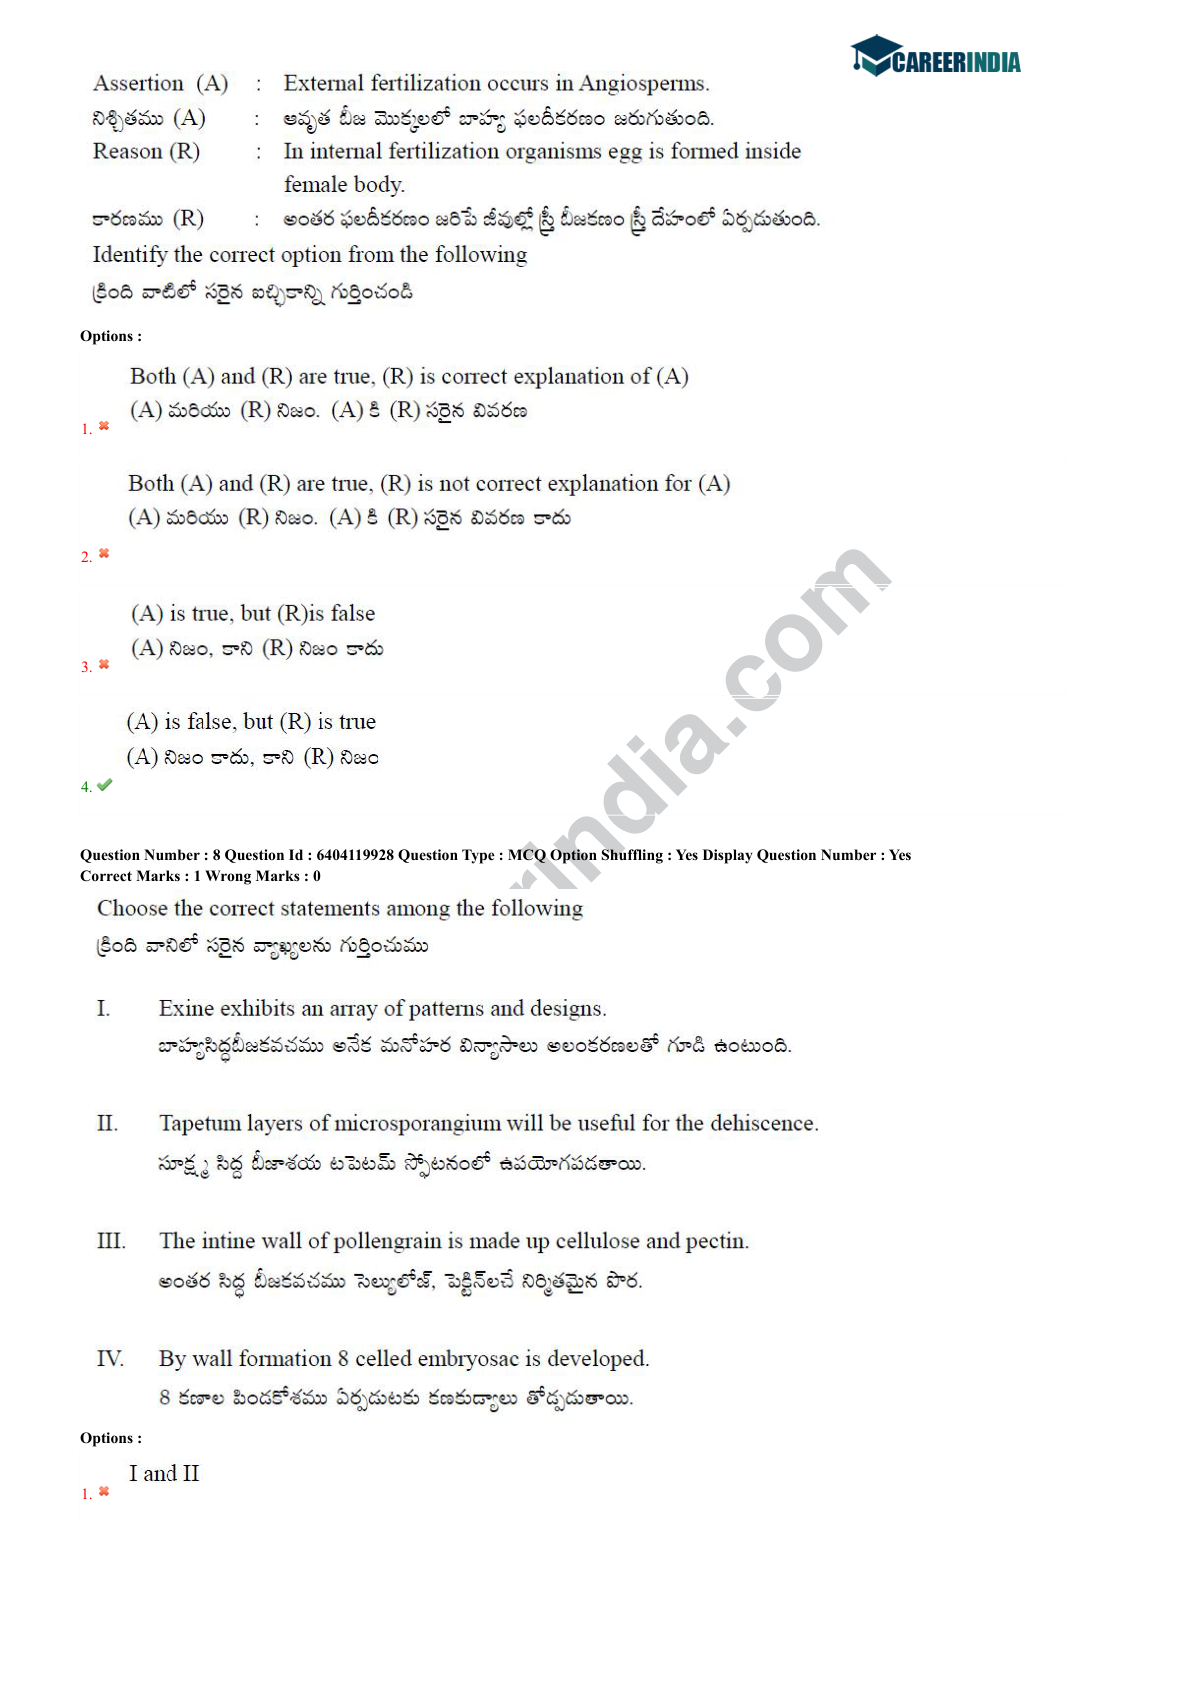 CAREERINDIA
Assertion (A) : External fertilization occurs in Angiosperms.
నిశ్చితము (A) : ఆవృత బీజ మొక్కలలో బాహ్య ఫలదీకరణం జరుగుతుంది.
Reason (R) : In internal fertilization organisms egg is formed inside
female body.
కారణము (R) : అంతర ఫలదీకరణం జరిపే జీవుల్లో స్త్రీ బీజకణం స్త్రీ దేహంలో ఏర్పడుతుంది.
Identify the correct option from the following
క్రింది వాటిలో సరైన ఐచ్ఛికాన్ని గుర్తించండి
Options :
Both (A) and (R) are true, (R) is correct explanation of (A)
(A) మరియు (R) నిజం. (A) కి (R) సరైన వివరణ
1.
Both (A) and (R) are true, (R) is not correct explanation for (A)
(A) మరియు (R) నిజం. (A) కి (R) సరైన వివరణ కాదు
2.
(A) is true, but (R)is false
(A) నిజం, కాని (R) నిజం కాదు
3.
(A) is false, but (R) is true
(A) నిజం కాదు, కాని (R) నిజం
4.
rindia.com
Question Number : 8 Question Id : 6404119928 Question Type : MCQ Option Shuffling : Yes Display Question Number : Yes
Correct Marks : 1 Wrong Marks : 0
Choose the correct statements among the following
క్రింది వానిలో సరైన వ్యాఖ్యలను గుర్తించుము
I. Exine exhibits an array of patterns and designs.
బాహ్యసిద్ధబీజకవచము అనేక మనోహర విన్యాసాలు అలంకరణలతో గూడి ఉంటుంది.
II. Tapetum layers of microsporangium will be useful for the dehiscence.
సూక్ష్మ సిద్ద బీజాశయ టపెటమ్ స్ఫోటనంలో ఉపయోగపడతాయి.
III. The intine wall of pollengrain is made up cellulose and pectin.
అంతర సిద్ధ బీజకవచము సెల్యులోజ్, పెక్టిన్‌లచే నిర్మితమైన పొర.
IV. By wall formation 8 celled embryosac is developed.
8 కణాల పిండకోశము ఏర్పడుటకు కణకుడ్యాలు తోడ్పడుతాయి.
Options :
I and II
1.